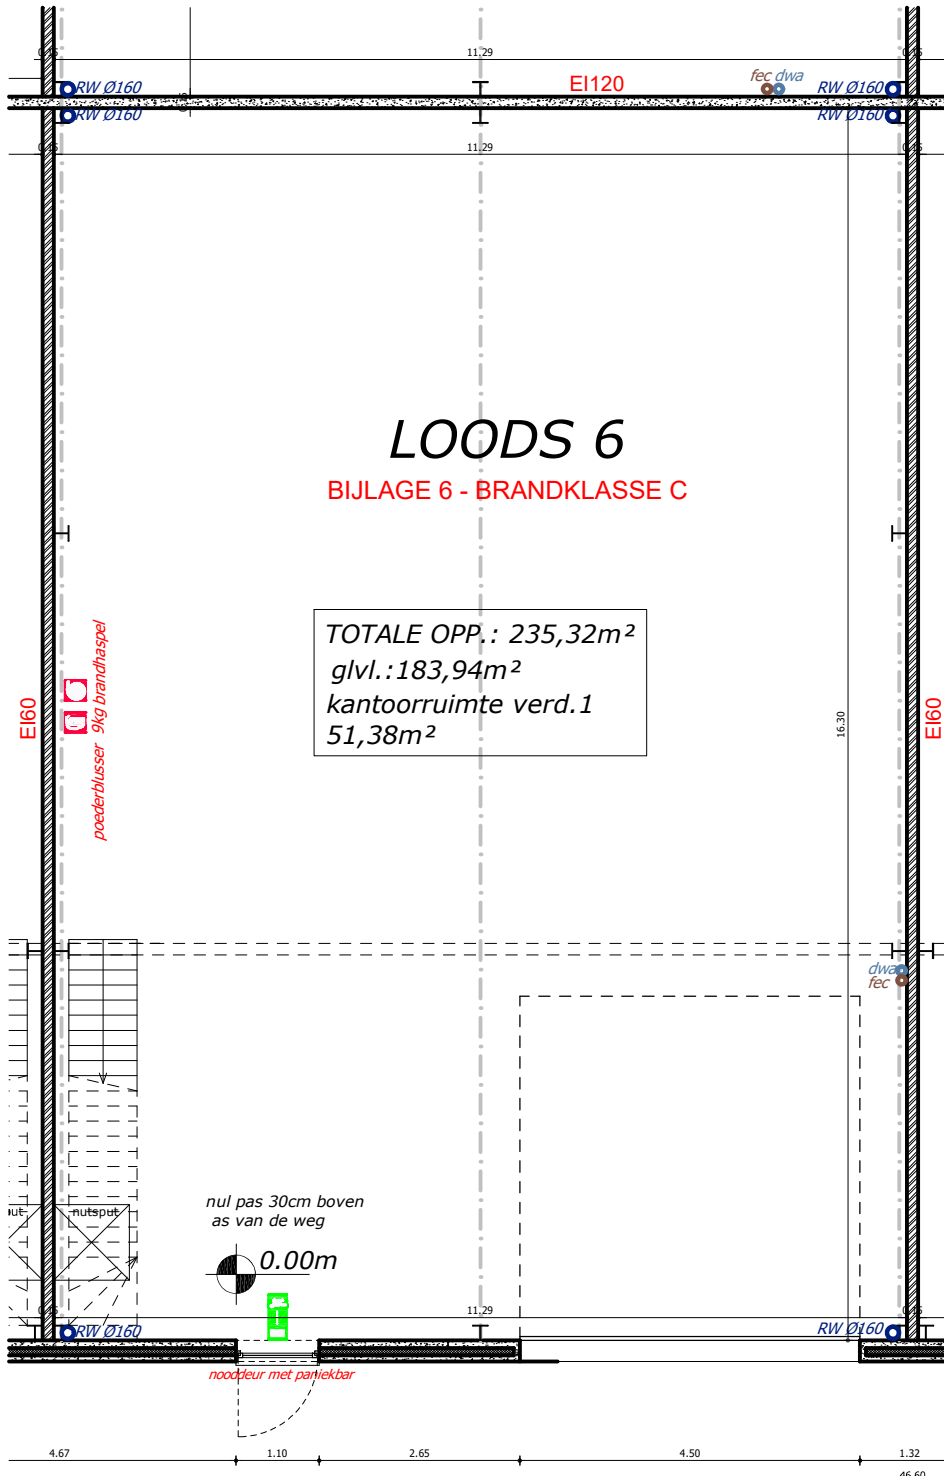 0.15 11.29 0.15
RW Ø160 EI120 fec dwa RW Ø160
RW Ø160 RW Ø160
0.15 11.29 0.15
LOODS 6
BIJLAGE 6 - BRANDKLASSE C
TOTALE OPP.: 235,32m²
glvl.:183,94m²
kantoorruimte verd.1
51,38m²
EI60
poederblusser 9kg brandhaspel
16.30
EI60
dwa
fec
nutsput
nul pas 30cm boven
as van de weg
0.00m
0.15 11.29 0.15
RW Ø160 RW Ø160
nooddeur met paniekbar
4.67 1.10 2.65 4.50 1.32
46.60